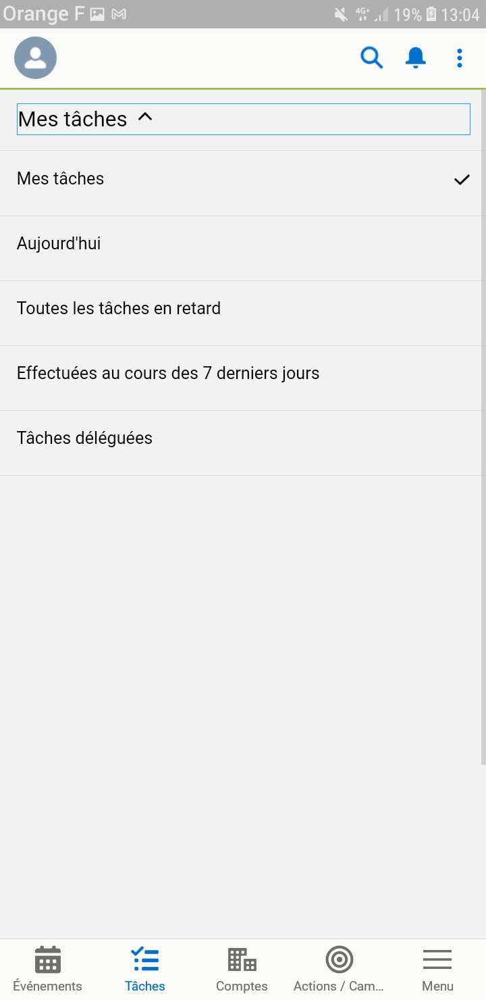 Orange F 4G+ 19% 13:04
Mes tâches
Mes tâches
Aujourd'hui
Toutes les tâches en retard
Effectuées au cours des 7 derniers jours
Tâches déléguées
Événements Tâches Comptes Actions / Cam... Menu